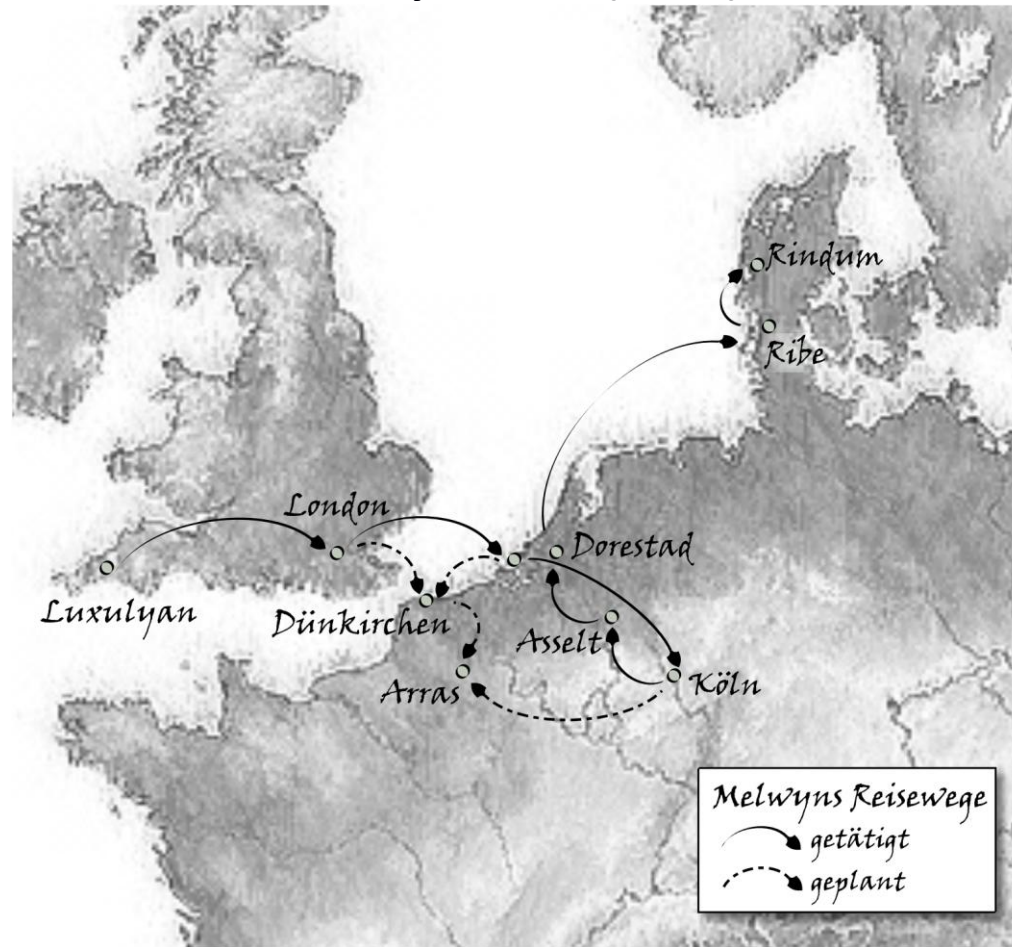 Rindum
Ribe
London
Dorestad
Luxulyan
Dünkirchen
Asselt
Arras
Köln
Melwyns Reisewege
getätigt
geplant